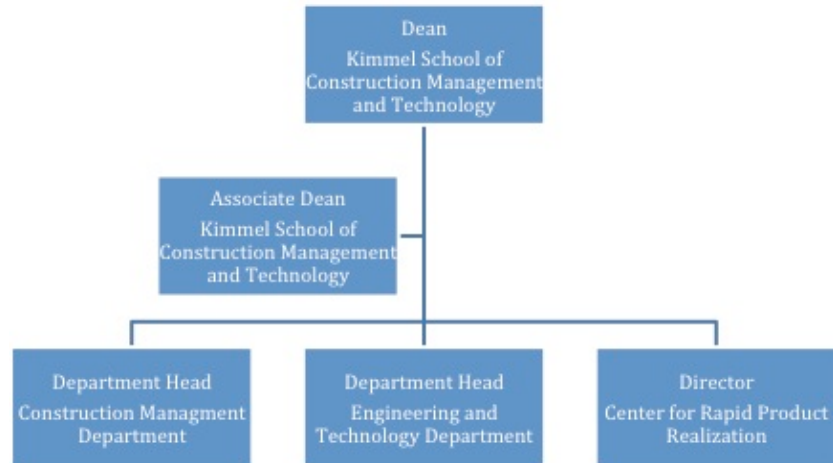 Dean
Kimmel School of
Construction Management
and Technology
Associate Dean
Kimmel School of
Construction Management
and Technology
Department Head
Construction Managment
Department
Department Head
Engineering and
Technology Department
Director
Center for Rapid Product
Realization